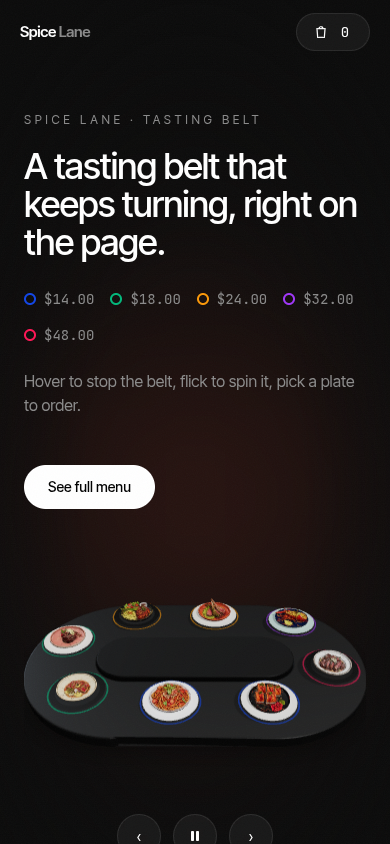 Spice Lane
0
SPICE LANE · TASTING BELT
A tasting belt that
keeps turning, right on
the page.
$14.00 $18.00 $24.00 $32.00
$48.00
Hover to stop the belt, flick to spin it, pick a plate
to order.
See full menu
‹ ›